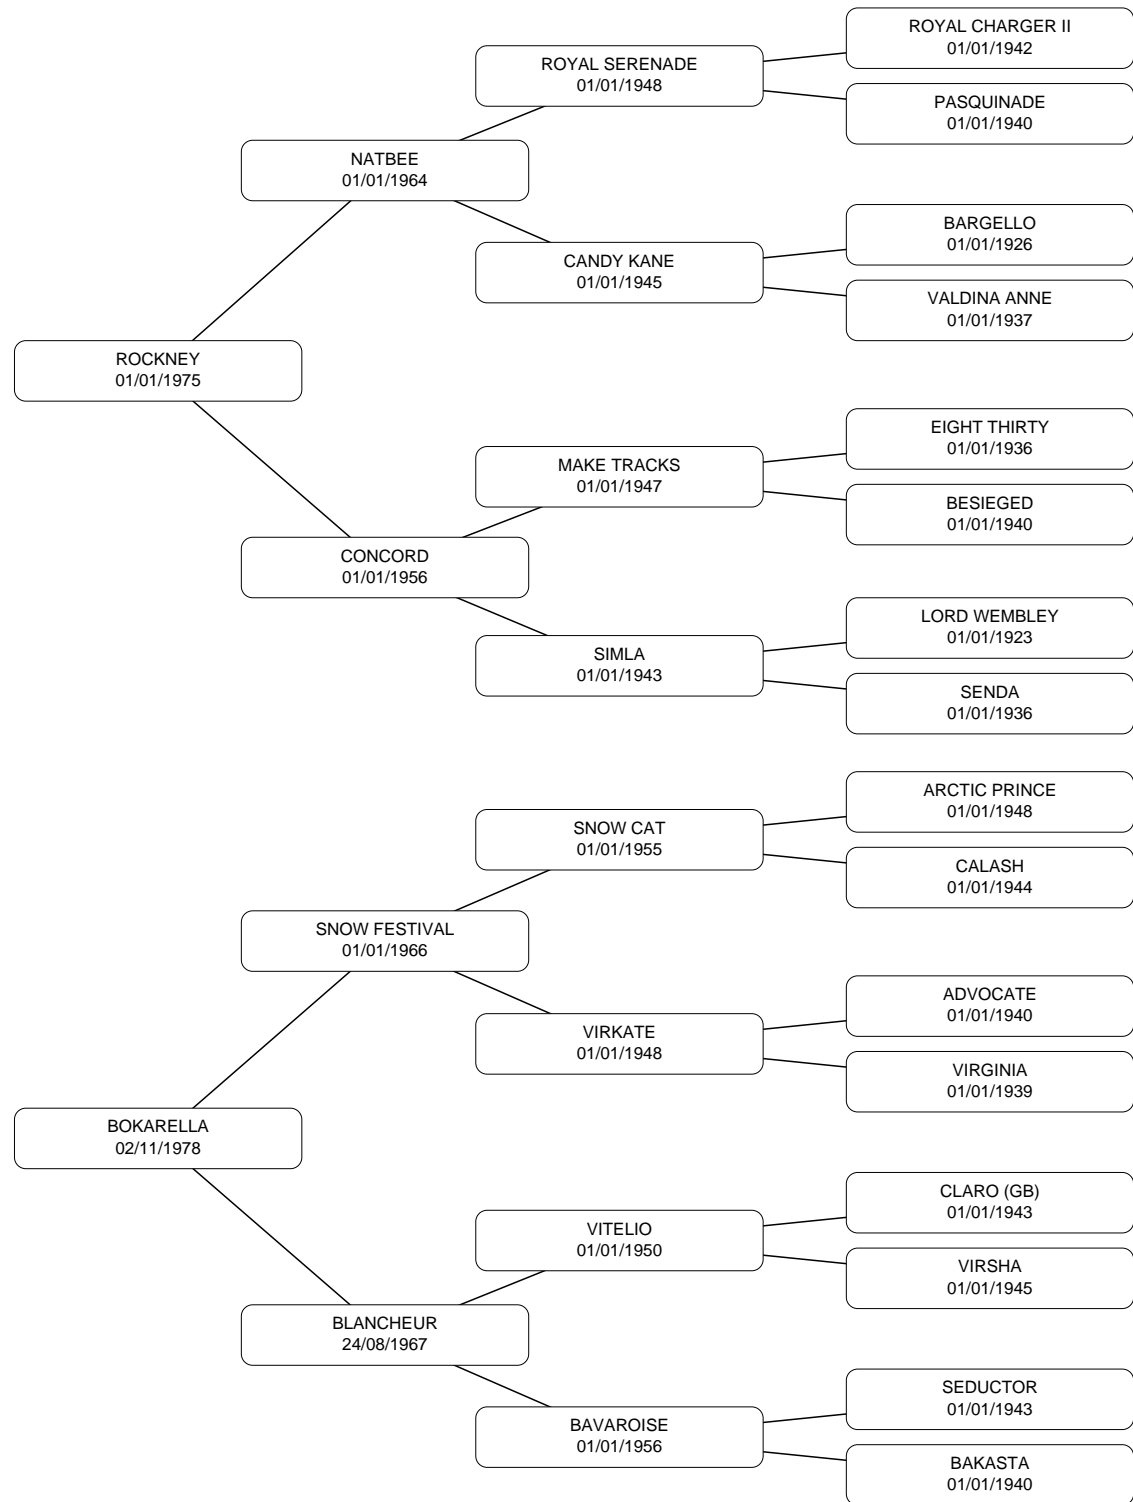 ROYAL CHARGER II
01/01/1942
ROYAL SERENADE
01/01/1948
PASQUINADE
01/01/1940
NATBEE
01/01/1964
BARGELLO
01/01/1926
CANDY KANE
01/01/1945
VALDINA ANNE
01/01/1937
ROCKNEY
01/01/1975
EIGHT THIRTY
01/01/1936
MAKE TRACKS
01/01/1947
BESIEGED
01/01/1940
CONCORD
01/01/1956
LORD WEMBLEY
01/01/1923
SIMLA
01/01/1943
SENDA
01/01/1936
ARCTIC PRINCE
01/01/1948
SNOW CAT
01/01/1955
CALASH
01/01/1944
SNOW FESTIVAL
01/01/1966
ADVOCATE
01/01/1940
VIRKATE
01/01/1948
VIRGINIA
01/01/1939
BOKARELLA
02/11/1978
CLARO (GB)
01/01/1943
VITELIO
01/01/1950
VIRSHA
01/01/1945
BLANCHEUR
24/08/1967
SEDUCTOR
01/01/1943
BAVAROISE
01/01/1956
BAKASTA
01/01/1940